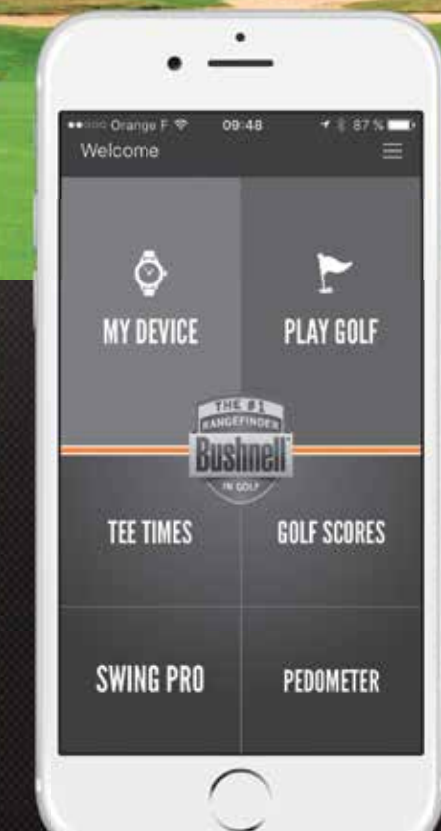 Orange F 09:48 87 %
Welcome
MY DEVICE PLAY GOLF
THE #1
RANGEFINDER
Bushnell
IN GOLF
TEE TIMES GOLF SCORES
SWING PRO PEDOMETER